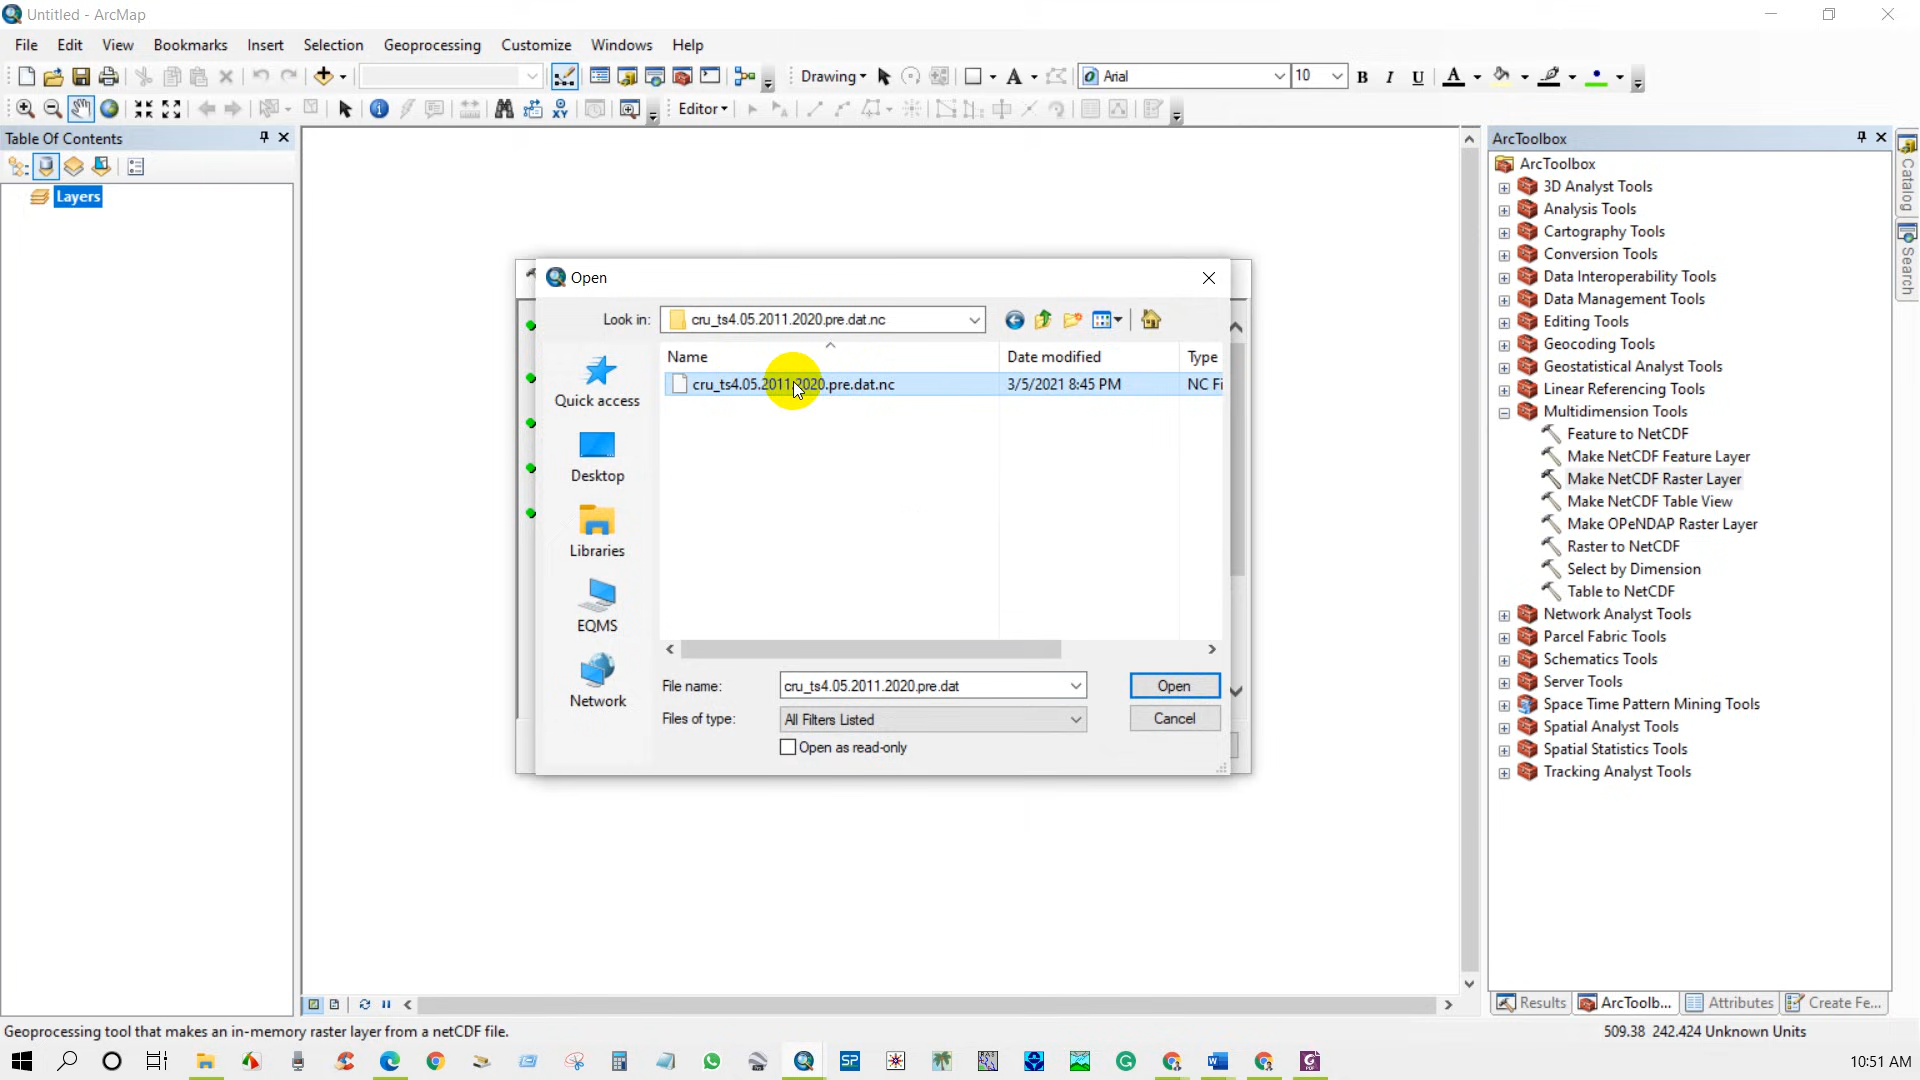 Untitled - ArcMap
File Edit View Bookmarks Insert Selection Geoprocessing Customize Windows Help
Drawing Arial 10 B I U A
Editor
Table Of Contents
Layers
Open
Look in: cru_ts4.05.2011.2020.pre.dat.nc
Name Date modified Type
cru_ts4.05.2011.2020.pre.dat.nc 3/5/2021 8:45 PM NC Fi
Quick access
Desktop
Libraries
EQMS
Network
File name: cru_ts4.05.2011.2020.pre.dat Open
Files of type: All Filters Listed Cancel
Open as read-only
ArcToolbox
ArcToolbox
3D Analyst Tools
Analysis Tools
Cartography Tools
Conversion Tools
Data Interoperability Tools
Data Management Tools
Editing Tools
Geocoding Tools
Geostatistical Analyst Tools
Linear Referencing Tools
Multidimension Tools
Feature to NetCDF
Make NetCDF Feature Layer
Make NetCDF Raster Layer
Make NetCDF Table View
Make OPeNDAP Raster Layer
Raster to NetCDF
Select by Dimension
Table to NetCDF
Network Analyst Tools
Parcel Fabric Tools
Schematics Tools
Server Tools
Space Time Pattern Mining Tools
Spatial Analyst Tools
Spatial Statistics Tools
Tracking Analyst Tools
Catalog
Search
Results ArcToolb... Attributes Create Fe...
Geoprocessing tool that makes an in-memory raster layer from a netCDF file.
509.38 242.424 Unknown Units
10:51 AM